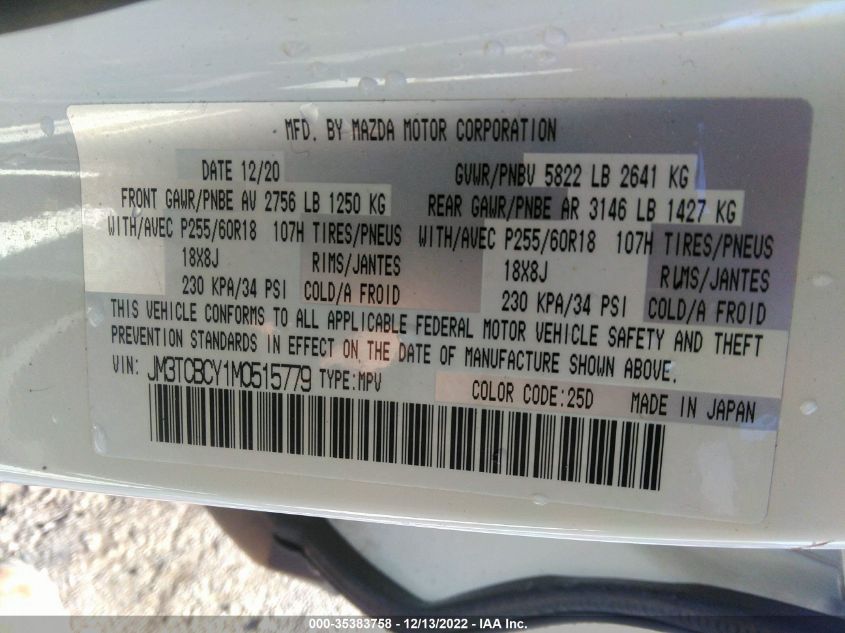 MFD. BY MAZDA MOTOR CORPORATION
DATE 12/20 GVWR/PNBV 5822 LB 2641 KG
FRONT GAWR/PNBE AV 2756 LB 1250 KG REAR GAWR/PNBE AR 3146 LB 1427 KG
WITH/AVEC P255/60R18 107H TIRES/PNEUS WITH/AVEC P255/60R18 107H TIRES/PNEUS
18X8J RIMS/JANTES 18X8J RIMS/JANTES
230 KPA/34 PSI COLD/A FROID 230 KPA/34 PSI COLD/A FROID
THIS VEHICLE CONFORMS TO ALL APPLICABLE FEDERAL MOTOR VEHICLE SAFETY AND THEFT
PREVENTION STANDARDS IN EFFECT ON THE DATE OF MANUFACTURE SHOWN ABOVE.
VIN: JM3TCBCY1M0515779 TYPE:MPV COLOR CODE:25D MADE IN JAPAN
000-35383758 - 12/13/2022 - IAA Inc.